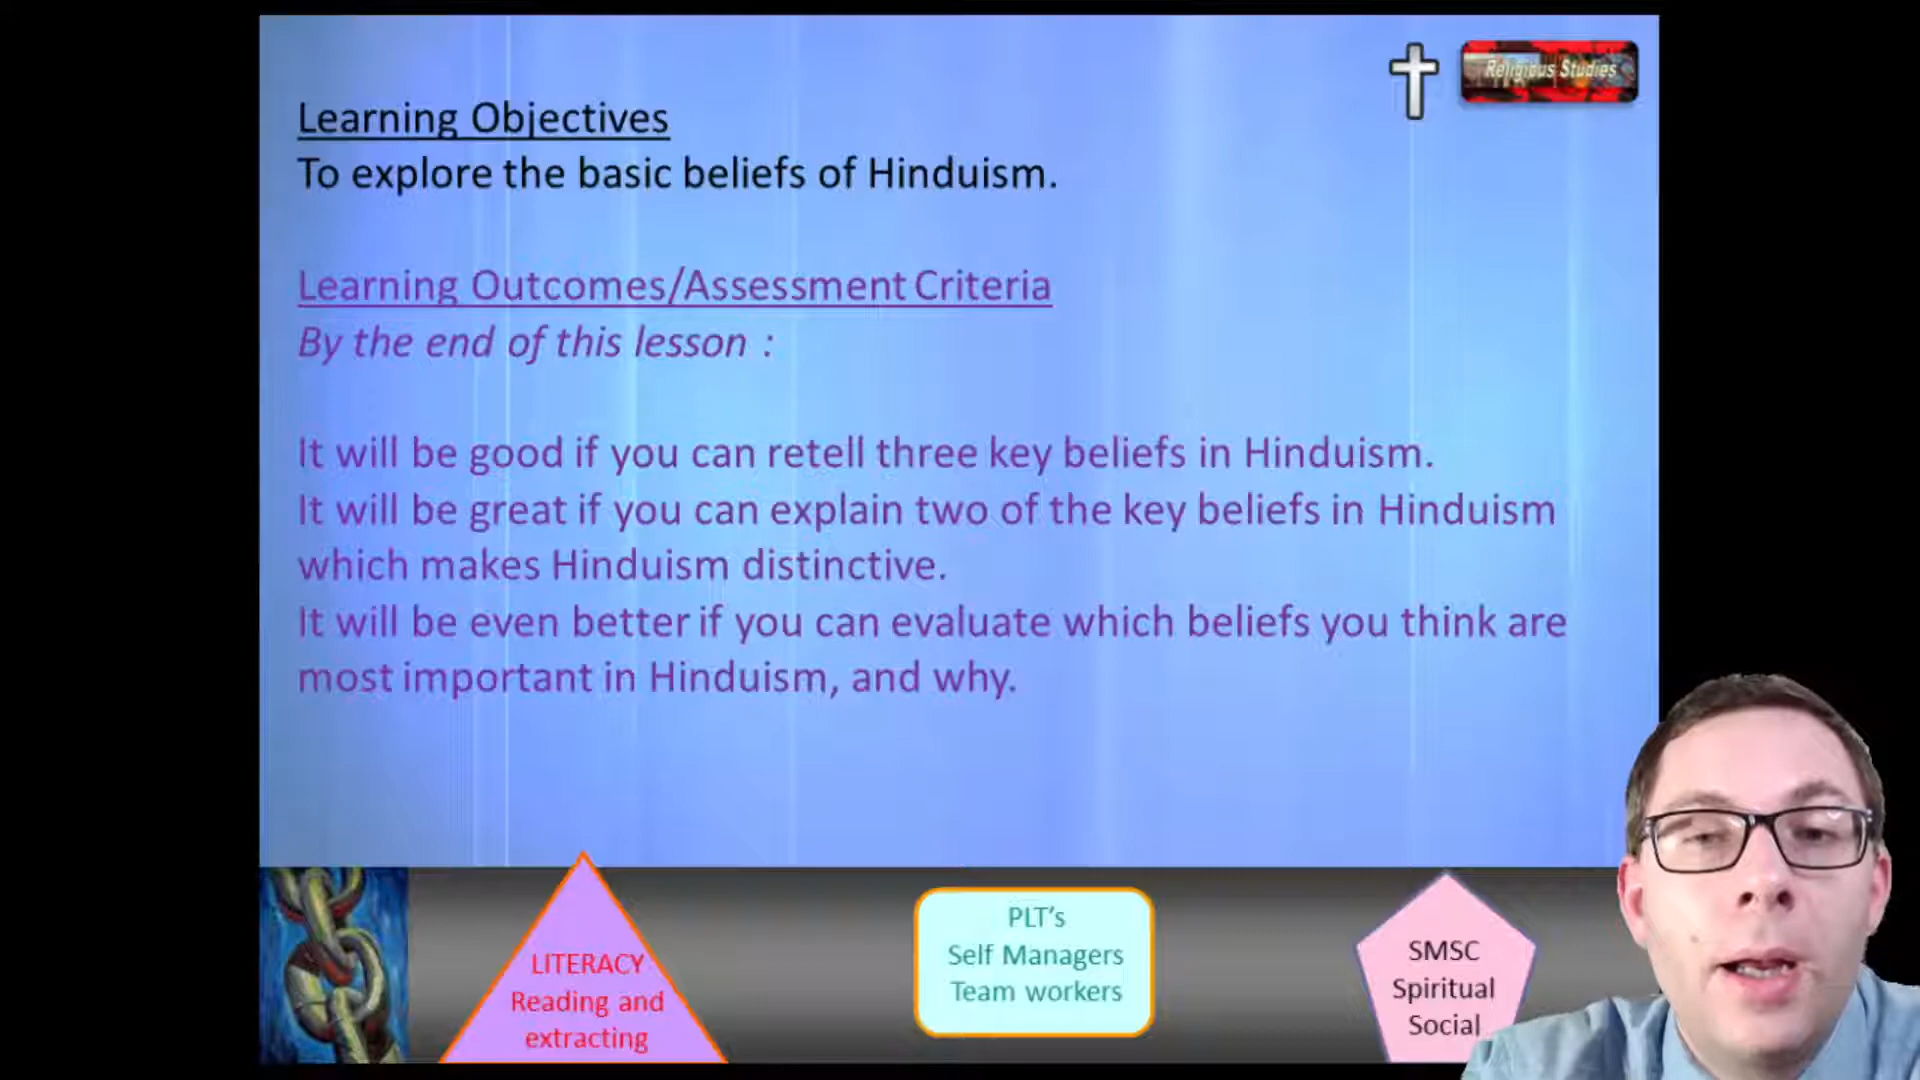 Religious Studies
Learning Objectives
To explore the basic beliefs of Hinduism.
Learning Outcomes/Assessment Criteria
By the end of this lesson :
It will be good if you can retell three key beliefs in Hinduism.
It will be great if you can explain two of the key beliefs in Hinduism
which makes Hinduism distinctive.
It will be even better if you can evaluate which beliefs you think are
most important in Hinduism, and why.
LITERACY
Reading and
extracting
PLT's
Self Managers
Team workers
SMSC
Spiritual
Social